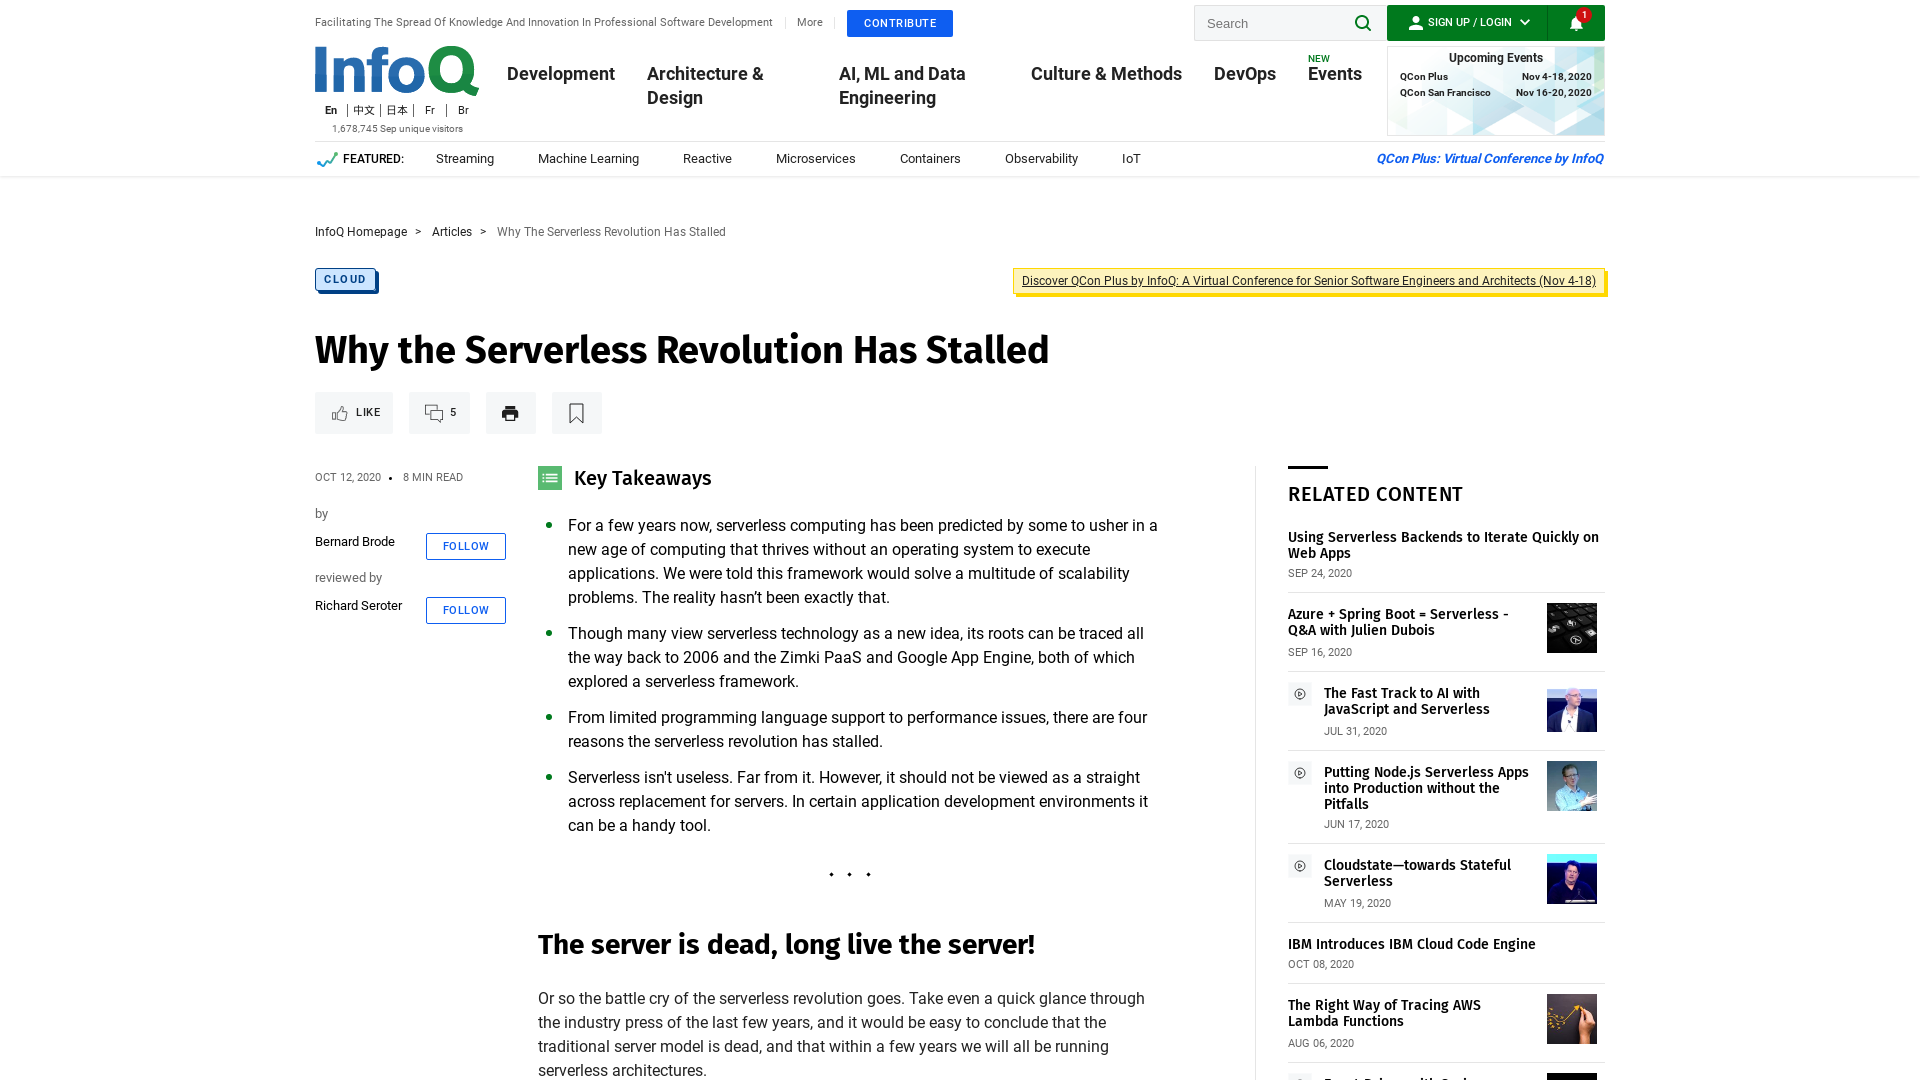 Facilitating The Spread Of Knowledge And Innovation In Professional Software Development
More
CONTRIBUTE
Search
SIGN UP / LOGIN
1
InfoQ
En
中文
日本
Fr
Br
1,678,745 Sep unique visitors
Development
Architecture &
Design
AI, ML and Data
Engineering
Culture & Methods
DevOps
NEW
Events
Upcoming Events
QCon Plus Nov 4-18, 2020
QCon San Francisco Nov 16-20, 2020
FEATURED:
Streaming
Machine Learning
Reactive
Microservices
Containers
Observability
IoT
QCon Plus: Virtual Conference by InfoQ
InfoQ Homepage > Articles > Why The Serverless Revolution Has Stalled
CLOUD
Discover QCon Plus by InfoQ: A Virtual Conference for Senior Software Engineers and Architects (Nov 4-18)
Why the Serverless Revolution Has Stalled
LIKE
5
OCT 12, 2020 • 8 MIN READ
by
Bernard Brode
FOLLOW
reviewed by
Richard Seroter
FOLLOW
Key Takeaways
For a few years now, serverless computing has been predicted by some to usher in a
new age of computing that thrives without an operating system to execute
applications. We were told this framework would solve a multitude of scalability
problems. The reality hasn’t been exactly that.
Though many view serverless technology as a new idea, its roots can be traced all
the way back to 2006 and the Zimki PaaS and Google App Engine, both of which
explored a serverless framework.
From limited programming language support to performance issues, there are four
reasons the serverless revolution has stalled.
Serverless isn't useless. Far from it. However, it should not be viewed as a straight
across replacement for servers. In certain application development environments it
can be a handy tool.
The server is dead, long live the server!
Or so the battle cry of the serverless revolution goes. Take even a quick glance through
the industry press of the last few years, and it would be easy to conclude that the
traditional server model is dead, and that within a few years we will all be running
serverless architectures.
RELATED CONTENT
Using Serverless Backends to Iterate Quickly on
Web Apps
SEP 24, 2020
Azure + Spring Boot = Serverless -
Q&A with Julien Dubois
SEP 16, 2020
The Fast Track to AI with
JavaScript and Serverless
JUL 31, 2020
Putting Node.js Serverless Apps
into Production without the
Pitfalls
JUN 17, 2020
Cloudstate—towards Stateful
Serverless
MAY 19, 2020
IBM Introduces IBM Cloud Code Engine
OCT 08, 2020
The Right Way of Tracing AWS
Lambda Functions
AUG 06, 2020